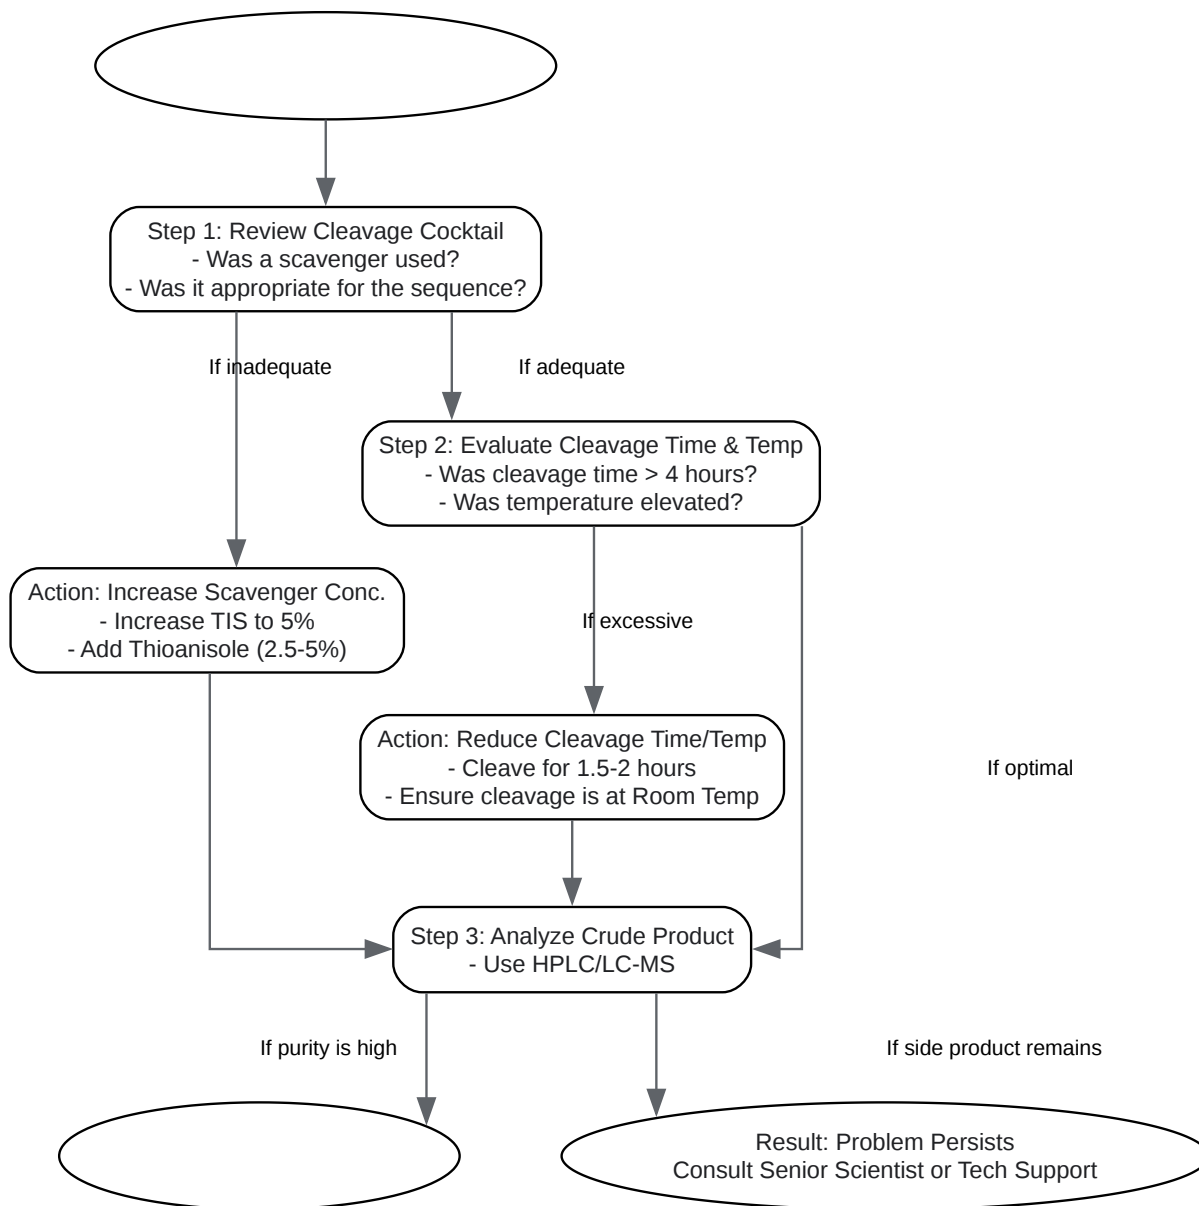 Step 1: Review Cleavage Cocktail
- Was a scavenger used?
- Was it appropriate for the sequence?
If inadequate
If adequate
Step 2: Evaluate Cleavage Time & Temp
- Was cleavage time > 4 hours?
- Was temperature elevated?
Action: Increase Scavenger Conc.
- Increase TIS to 5%
- Add Thioanisole (2.5-5%)
If excessive
Action: Reduce Cleavage Time/Temp
- Cleave for 1.5-2 hours
- Ensure cleavage is at Room Temp
If optimal
Step 3: Analyze Crude Product
- Use HPLC/LC-MS
If purity is high
If side product remains
Result: Problem Persists
Consult Senior Scientist or Tech Support